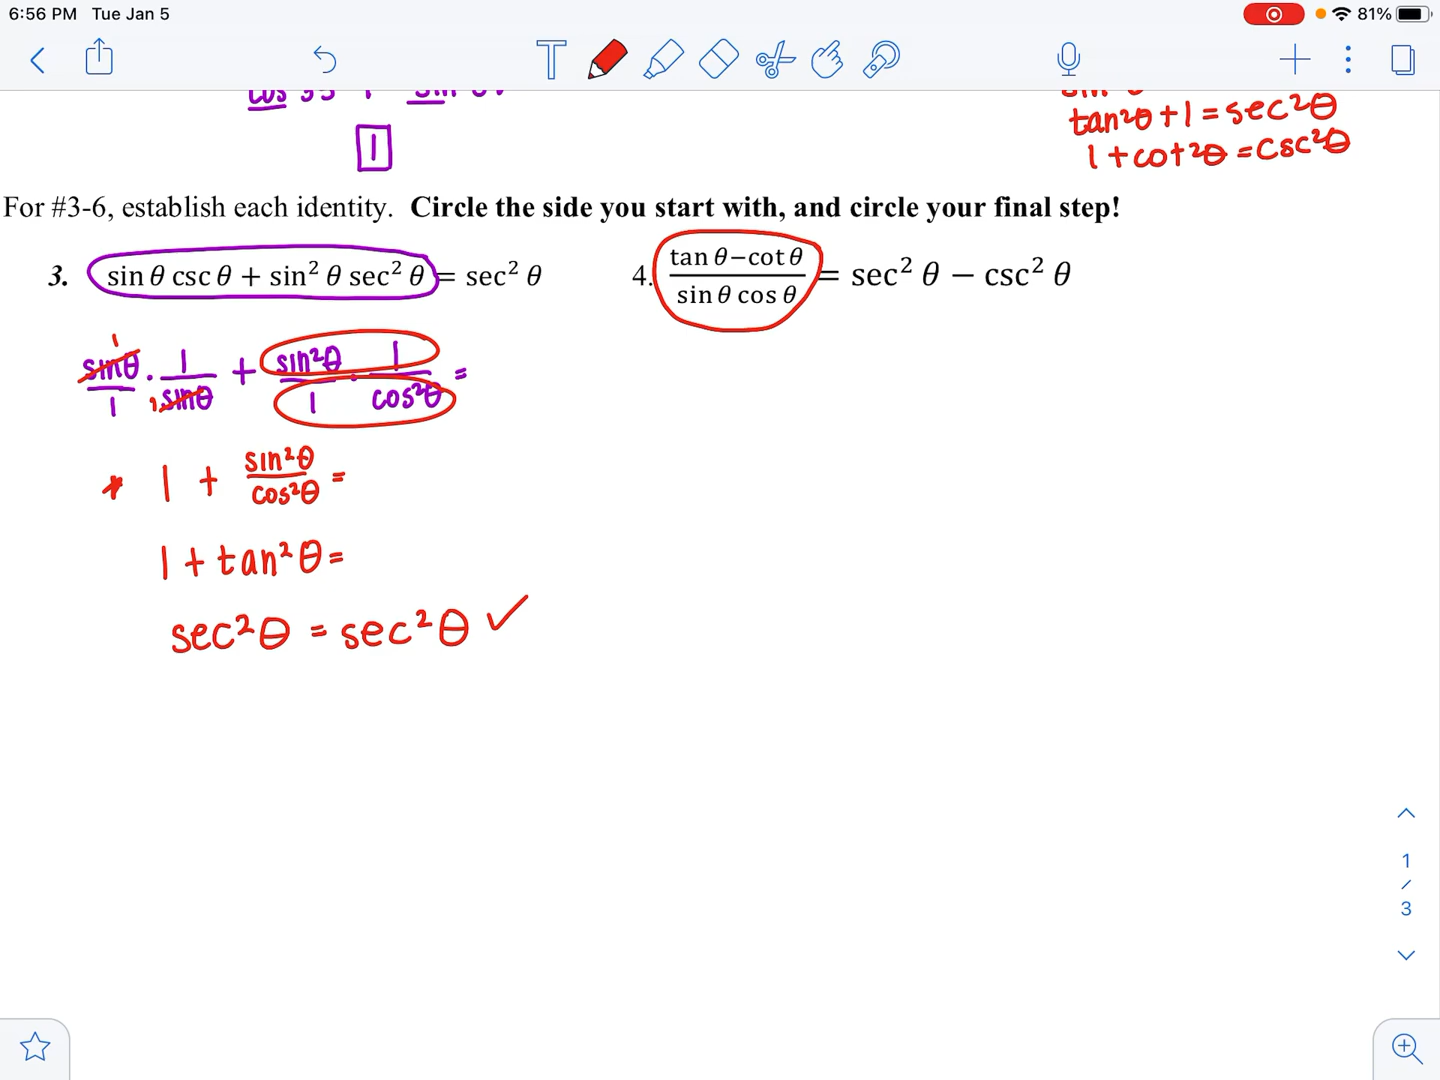 6:56 PM Tue Jan 5
81%
1
tan²θ + 1 = sec²θ
1 + cot²θ = csc²θ
For #3-6, establish each identity. Circle the side you start with, and circle your final step!
3. sin θ csc θ + sin² θ sec² θ = sec² θ
4. (tan θ−cot θ)/(sin θ cos θ) = sec² θ − csc² θ
1 1
sinθ/1 · 1/sinθ + sin²θ/1 · 1/cos²θ =
* 1 + sin²θ/cos²θ =
1 + tan²θ =
sec²θ = sec²θ ✓
1
/
3